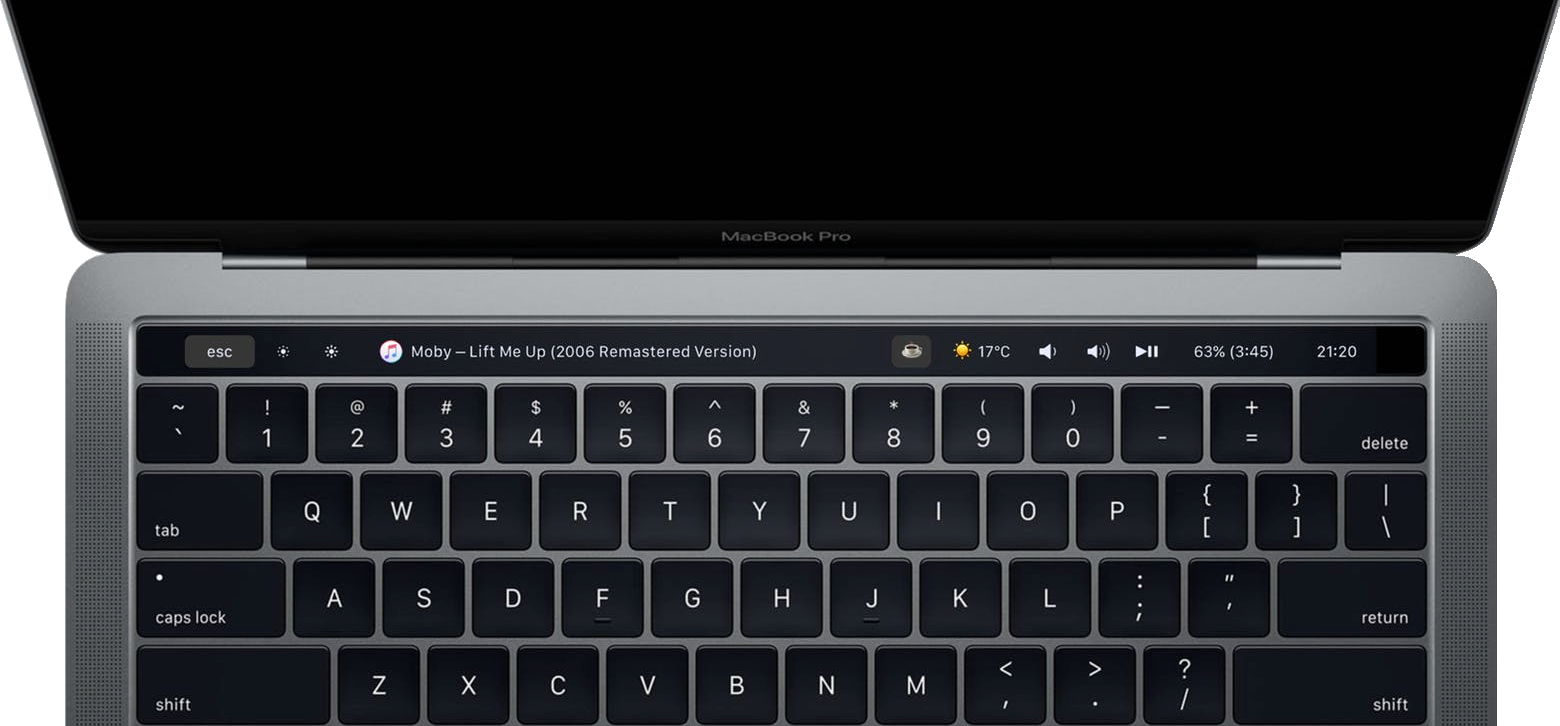 MacBook Pro
esc Moby – Lift Me Up (2006 Remastered Version) 17°C 63% (3:45) 21:20
~ ! @ # $ % ^ & * ( ) — +
` 1 2 3 4 5 6 7 8 9 0 - = delete
tab Q W E R T Y U I O P { [ } ] | \
caps lock A S D F G H J K L : ; " ' return
shift Z X C V B N M < , > . ? / shift